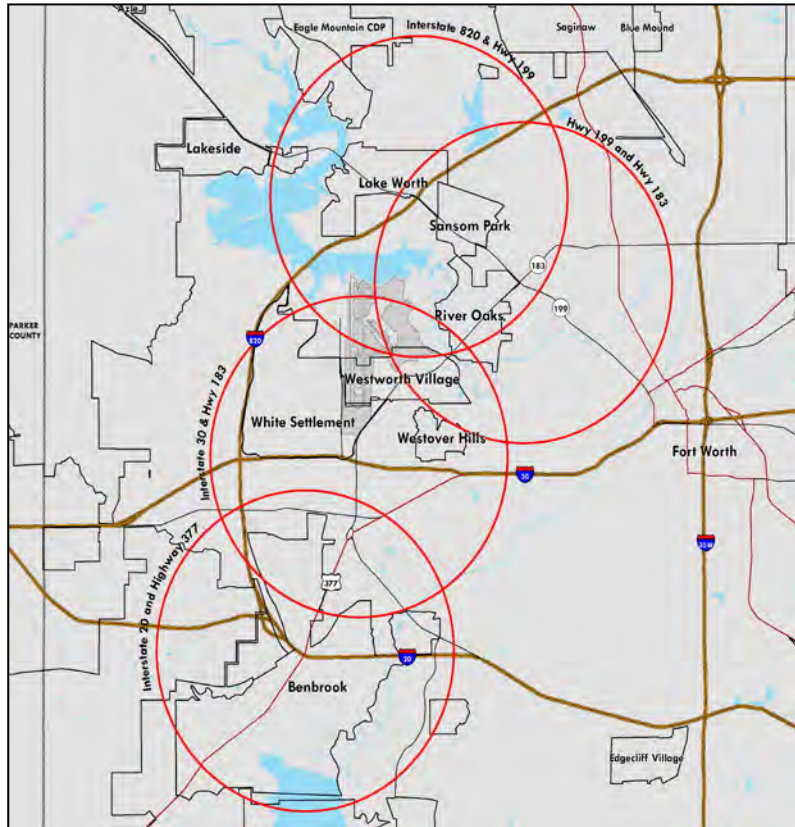 Azle
Eagle Mountain CDP
Saginaw
Blue Mound
Interstate 820 & Hwy 199
Hwy 199 and Hwy 183
Lakeside
Lake Worth
Sansom Park
183
199
River Oaks
PARKER
COUNTY
820
Westworth Village
Interstate 30 & Hwy 183
White Settlement
Westover Hills
Fort Worth
30
35W
Interstate 20 and Highway 377
377
20
Benbrook
Edgecliff Village